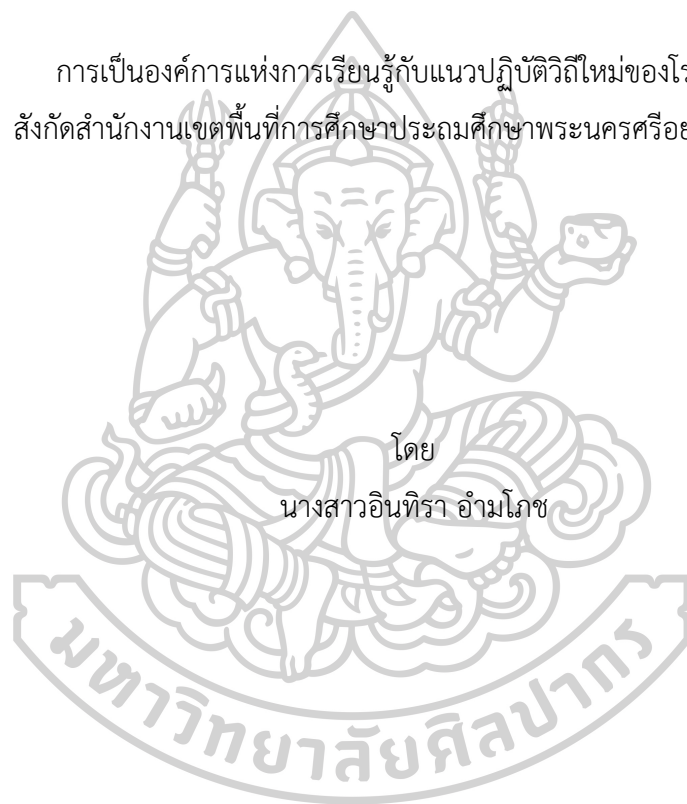 การเป็นองค์การแห่งการเรียนรู้กับแนวปฏิบัติวิถีใหม่ของโร
สังกัดสำนักงานเขตพื้นที่การศึกษาประถมศึกษาพระนครศรีอย
โดย
นางสาวอินทิรา อ่ำมโภช
มหาวิทยาลัยศิลปากร